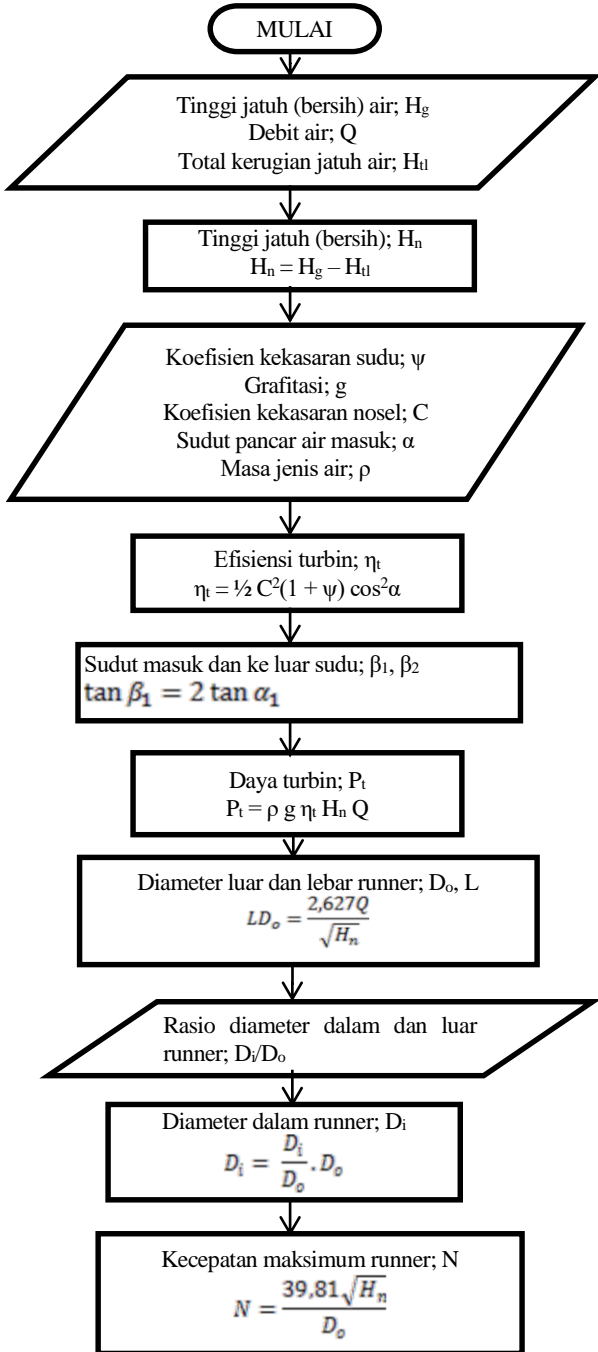 MULAI
Tinggi jatuh (bersih) air; Hg
Debit air; Q
Total kerugian jatuh air; Htl
Tinggi jatuh (bersih); Hn
Hn = Hg – Htl
Koefisien kekasaran sudu; ψ
Grafitasi; g
Koefisien kekasaran nosel; C
Sudut pancar air masuk; α
Masa jenis air; ρ
Efisiensi turbin; ηt
ηt = ½ C²(1 + ψ) cos²α
Sudut masuk dan ke luar sudu; β₁, β₂
tan β₁ = 2 tan α₁
Daya turbin; Pt
Pt = ρ g ηt Hn Q
Diameter luar dan lebar runner; Do, L
LDo = 2,627Q / √Hn
Rasio diameter dalam dan luar
runner; Di/Do
Diameter dalam runner; Di
Di = Di/Do . Do
Kecepatan maksimum runner; N
N = 39,81√Hn / Do